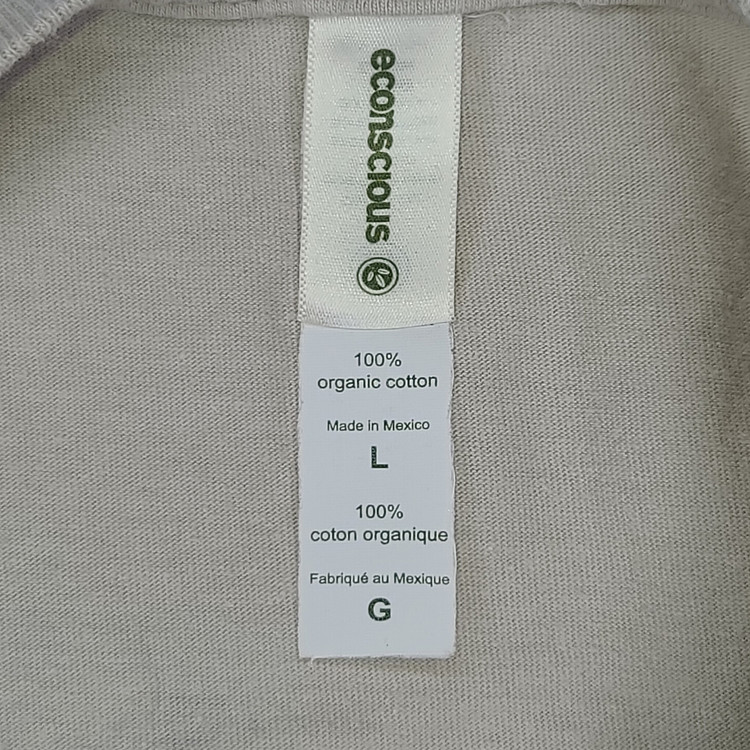 econscious
100%
organic cotton
Made in Mexico
L
100%
coton organique
Fabriqué au Mexique
G